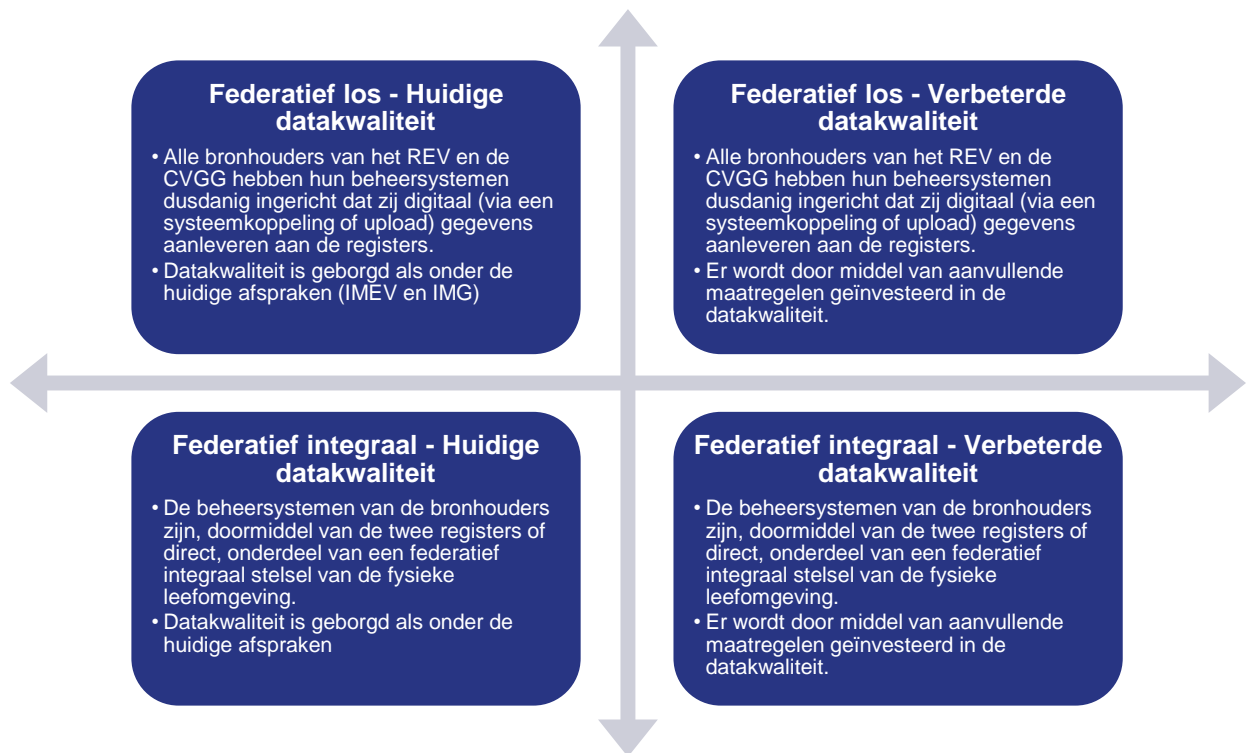 Federatief los - Huidige
datakwaliteit
• Alle bronhouders van het REV en de
CVGG hebben hun beheersystemen
dusdanig ingericht dat zij digitaal (via een
systeemkoppeling of upload) gegevens
aanleveren aan de registers.
• Datakwaliteit is geborgd als onder de
huidige afspraken (IMEV en IMG)
Federatief los - Verbeterde
datakwaliteit
• Alle bronhouders van het REV en de
CVGG hebben hun beheersystemen
dusdanig ingericht dat zij digitaal (via een
systeemkoppeling of upload) gegevens
aanleveren aan de registers.
• Er wordt door middel van aanvullende
maatregelen geïnvesteerd in de
datakwaliteit.
Federatief integraal - Huidige
datakwaliteit
• De beheersystemen van de bronhouders
zijn, doormiddel van de twee registers of
direct, onderdeel van een federatief
integraal stelsel van de fysieke
leefomgeving.
• Datakwaliteit is geborgd als onder de
huidige afspraken
Federatief integraal - Verbeterde
datakwaliteit
• De beheersystemen van de bronhouders
zijn, doormiddel van de twee registers of
direct, onderdeel van een federatief
integraal stelsel van de fysieke
leefomgeving.
• Er wordt door middel van aanvullende
maatregelen geïnvesteerd in de
datakwaliteit.